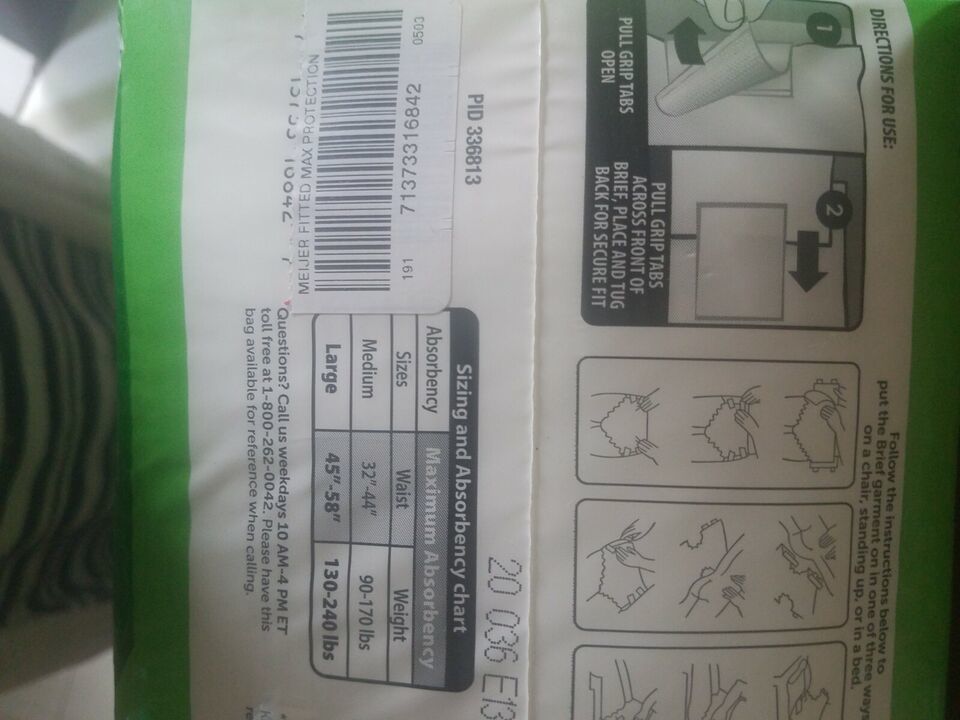 DIRECTIONS FOR USE:
1
PULL GRIP TABS
OPEN
2
PULL GRIP TABS
ACROSS FRONT OF
BRIEF, PLACE AND TUG
BACK FOR SECURE FIT
Follow the instructions below to
put the Brief garment on in one of three ways
on a chair, standing up, or in a bed.
PID 336813
20 036 E13
0503
713733316842
191
MEIJER FITTED MAX PROTECTION
Sizing and Absorbency chart
Absorbency Maximum Absorbency
Sizes Waist Weight
Medium 32"-44" 90-170 lbs
Large 45"-58" 130-240 lbs
Questions? Call us weekdays 10 AM-4 PM ET
toll free at 1-800-262-0042. Please have this
bag available for reference when calling.